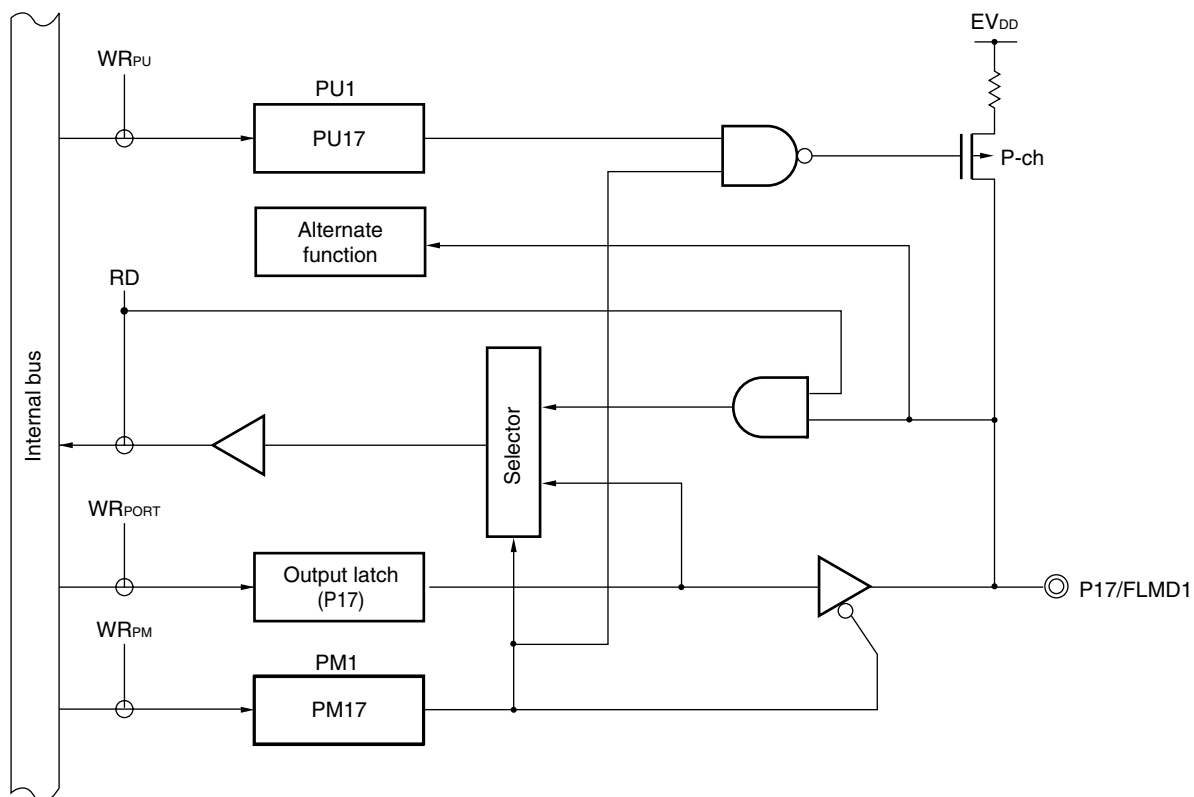 EVDD
WRPU
PU1
PU17
P-ch
Alternate
function
RD
Internal bus
Selector
WRPORT
Output latch
(P17)
P17/FLMD1
WRPM
PM1
PM17